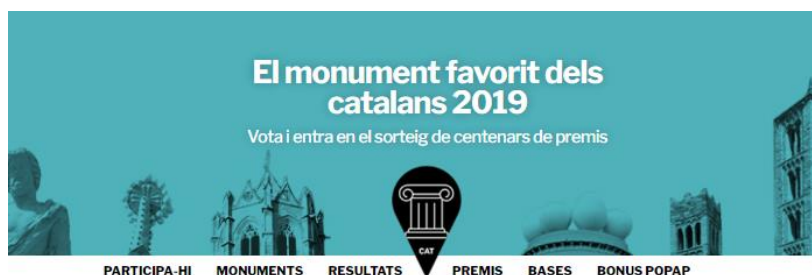 El monument favorit dels
catalans 2019
Vota i entra en el sorteig de centenars de premis
CAT
PARTICIPA-HI MONUMENTS RESULTATS PREMIS BASES BONUS POPAP